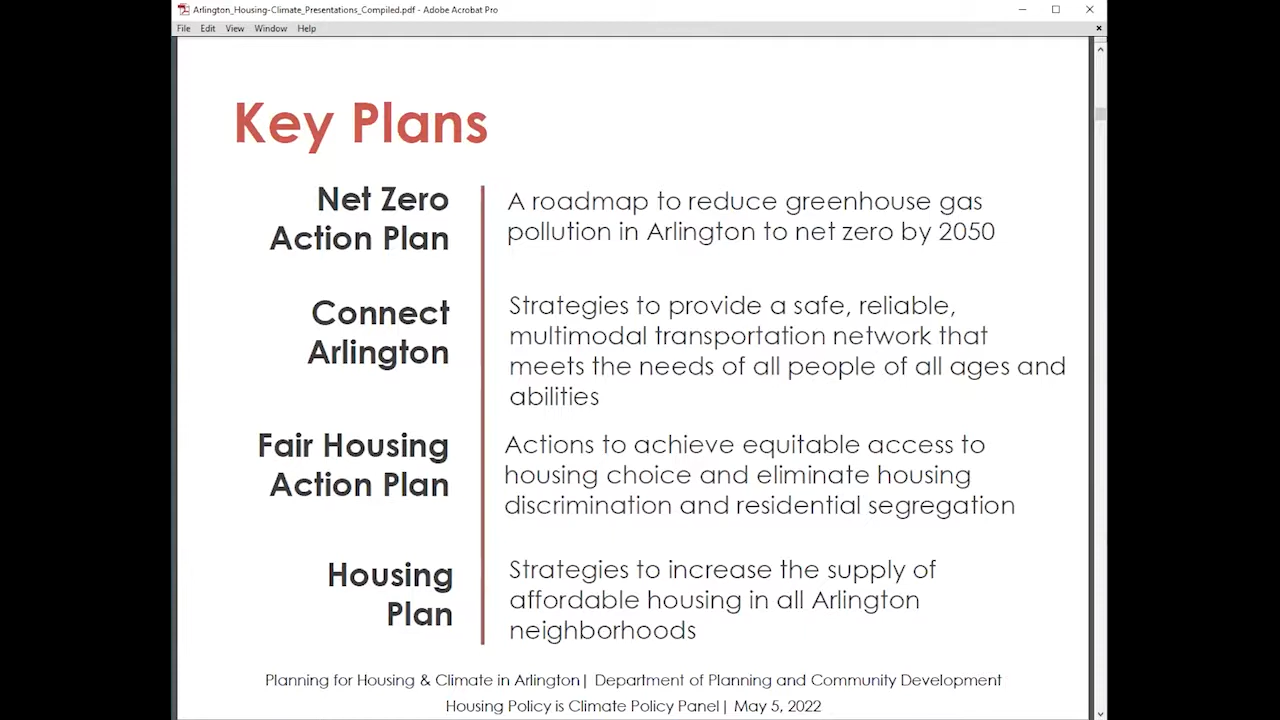 Arlington_Housing-Climate_Presentations_Compiled.pdf - Adobe Acrobat Pro
File Edit View Window Help
Key Plans
Net Zero
Action Plan
A roadmap to reduce greenhouse gas
pollution in Arlington to net zero by 2050
Connect
Arlington
Strategies to provide a safe, reliable,
multimodal transportation network that
meets the needs of all people of all ages and
abilities
Fair Housing
Action Plan
Actions to achieve equitable access to
housing choice and eliminate housing
discrimination and residential segregation
Housing
Plan
Strategies to increase the supply of
affordable housing in all Arlington
neighborhoods
Planning for Housing & Climate in Arlington| Department of Planning and Community Development
Housing Policy is Climate Policy Panel| May 5, 2022